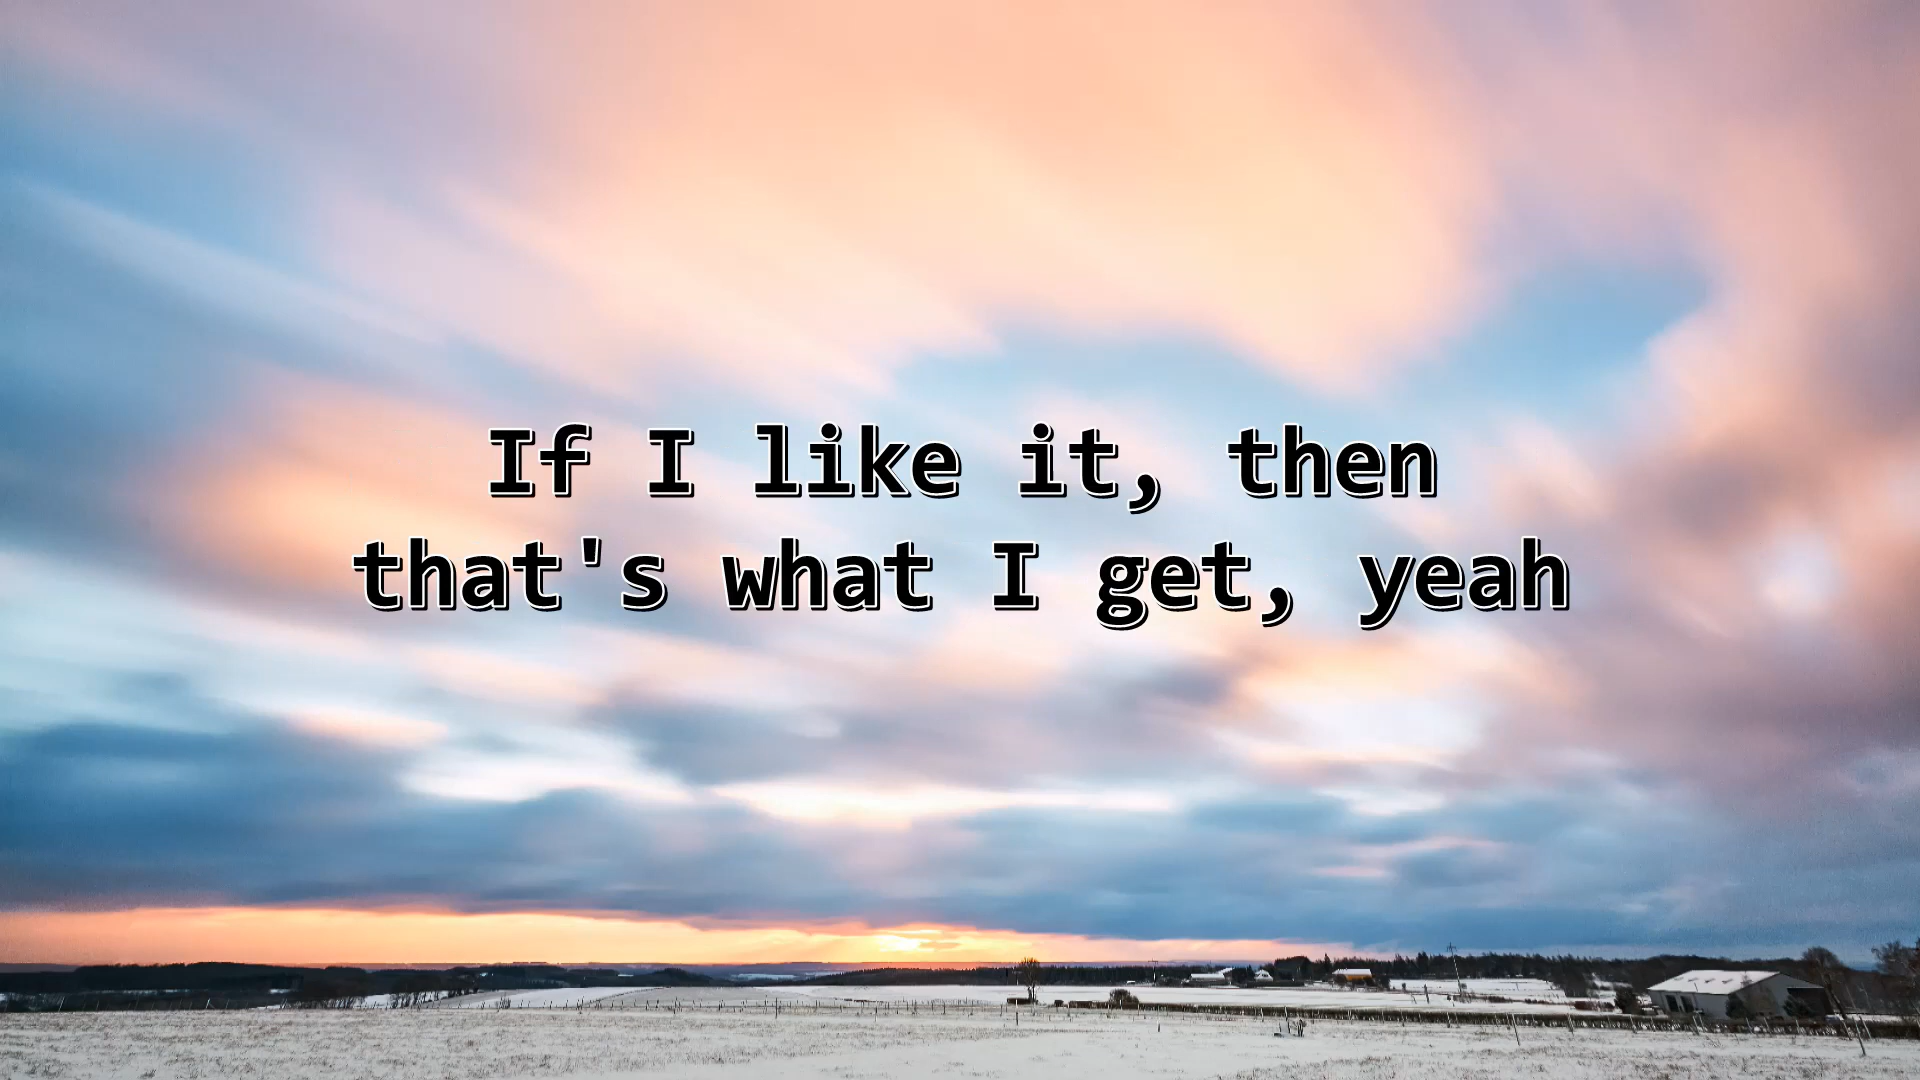 If I like it, then
that's what I get, yeah